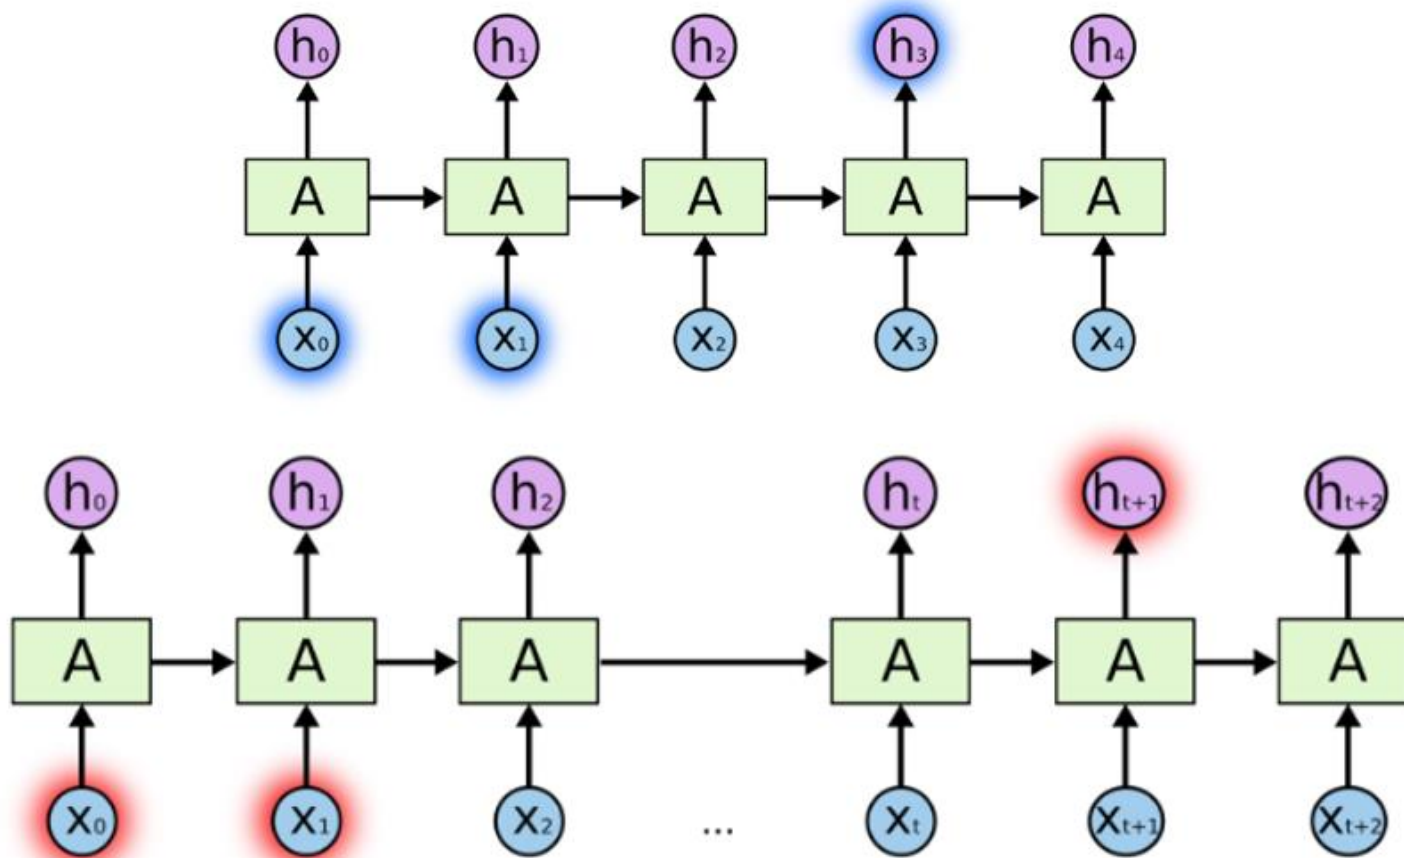 h₀ h₁ h₂ h₃ h₄
A A A A A
x₀ x₁ x₂ x₃ x₄
h₀ h₁ h₂ hₜ hₜ₊₁ hₜ₊₂
A A A A A A
x₀ x₁ x₂ ... xₜ xₜ₊₁ xₜ₊₂